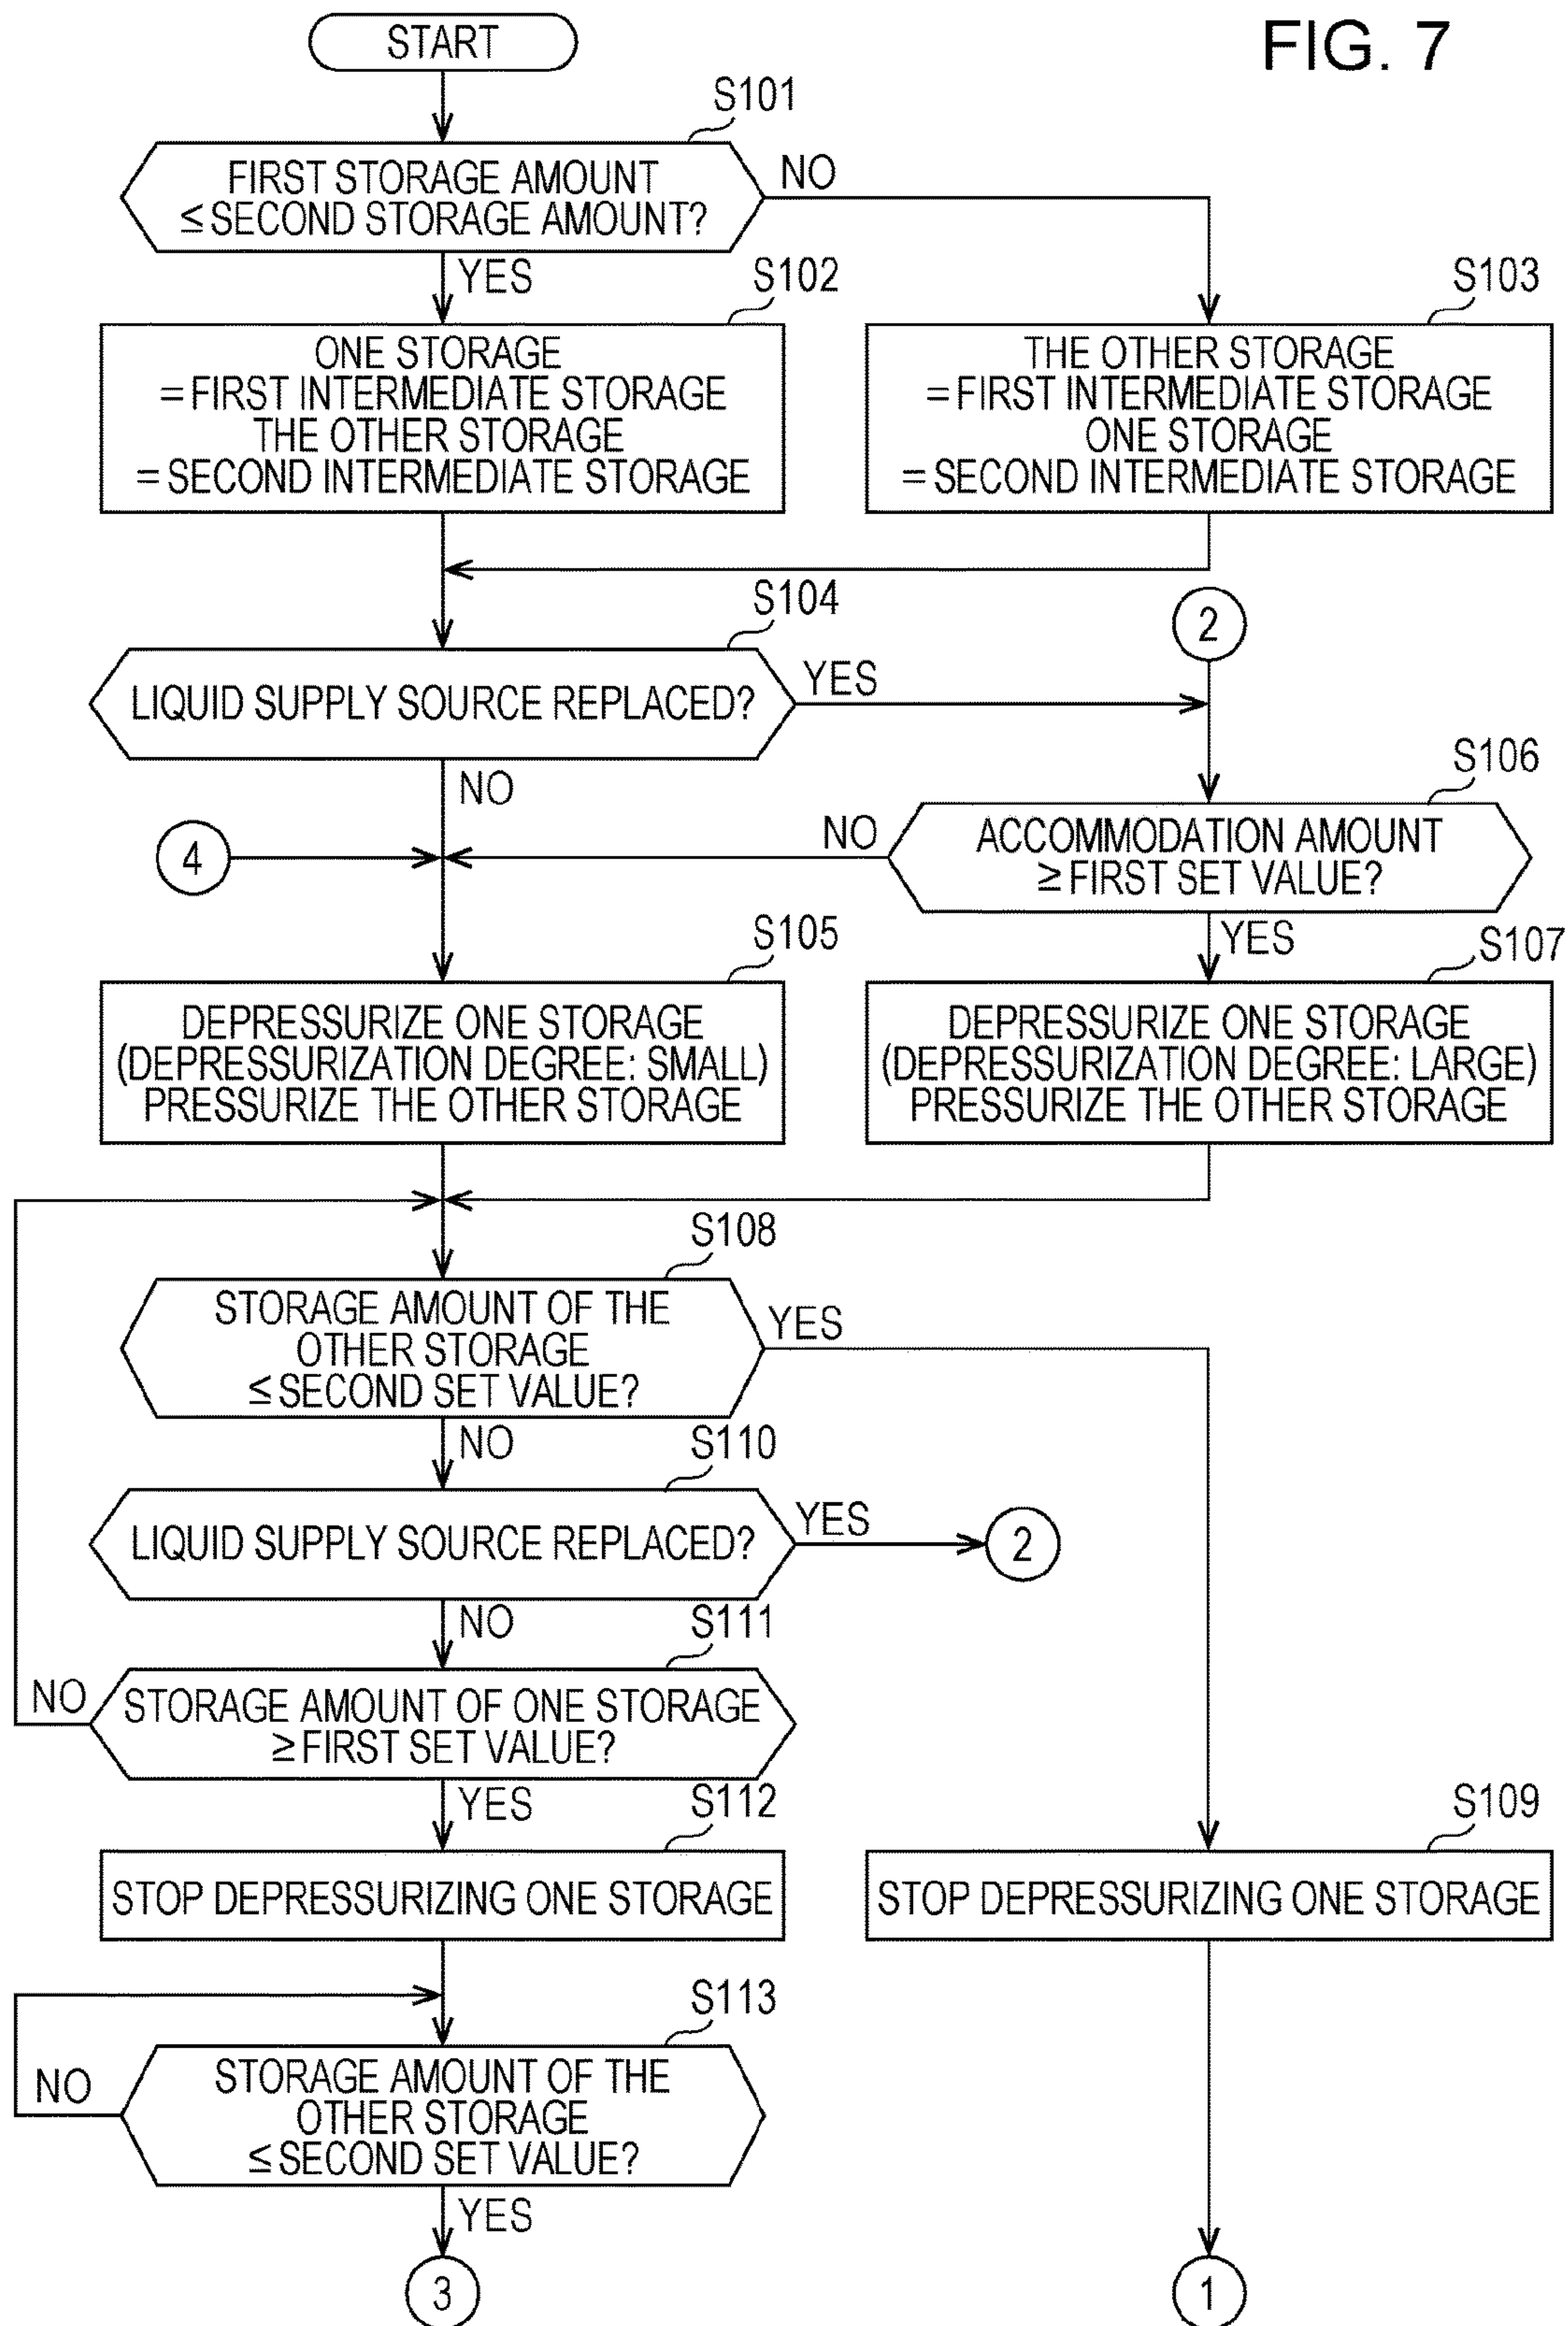 FIG. 7
START
S101
FIRST STORAGE AMOUNT
≤ SECOND STORAGE AMOUNT?
NO
YES
S102
ONE STORAGE
= FIRST INTERMEDIATE STORAGE
THE OTHER STORAGE
= SECOND INTERMEDIATE STORAGE
S103
THE OTHER STORAGE
= FIRST INTERMEDIATE STORAGE
ONE STORAGE
= SECOND INTERMEDIATE STORAGE
S104
LIQUID SUPPLY SOURCE REPLACED?
YES
2
NO
4
S106
ACCOMMODATION AMOUNT
≥ FIRST SET VALUE?
NO
YES
S105
DEPRESSURIZE ONE STORAGE
(DEPRESSURIZATION DEGREE: SMALL)
PRESSURIZE THE OTHER STORAGE
S107
DEPRESSURIZE ONE STORAGE
(DEPRESSURIZATION DEGREE: LARGE)
PRESSURIZE THE OTHER STORAGE
S108
STORAGE AMOUNT OF THE
OTHER STORAGE
≤ SECOND SET VALUE?
YES
NO
S110
LIQUID SUPPLY SOURCE REPLACED?
YES
2
NO
S111
STORAGE AMOUNT OF ONE STORAGE
≥ FIRST SET VALUE?
NO
YES
S112
STOP DEPRESSURIZING ONE STORAGE
S109
STOP DEPRESSURIZING ONE STORAGE
S113
STORAGE AMOUNT OF THE
OTHER STORAGE
≤ SECOND SET VALUE?
NO
YES
3
1